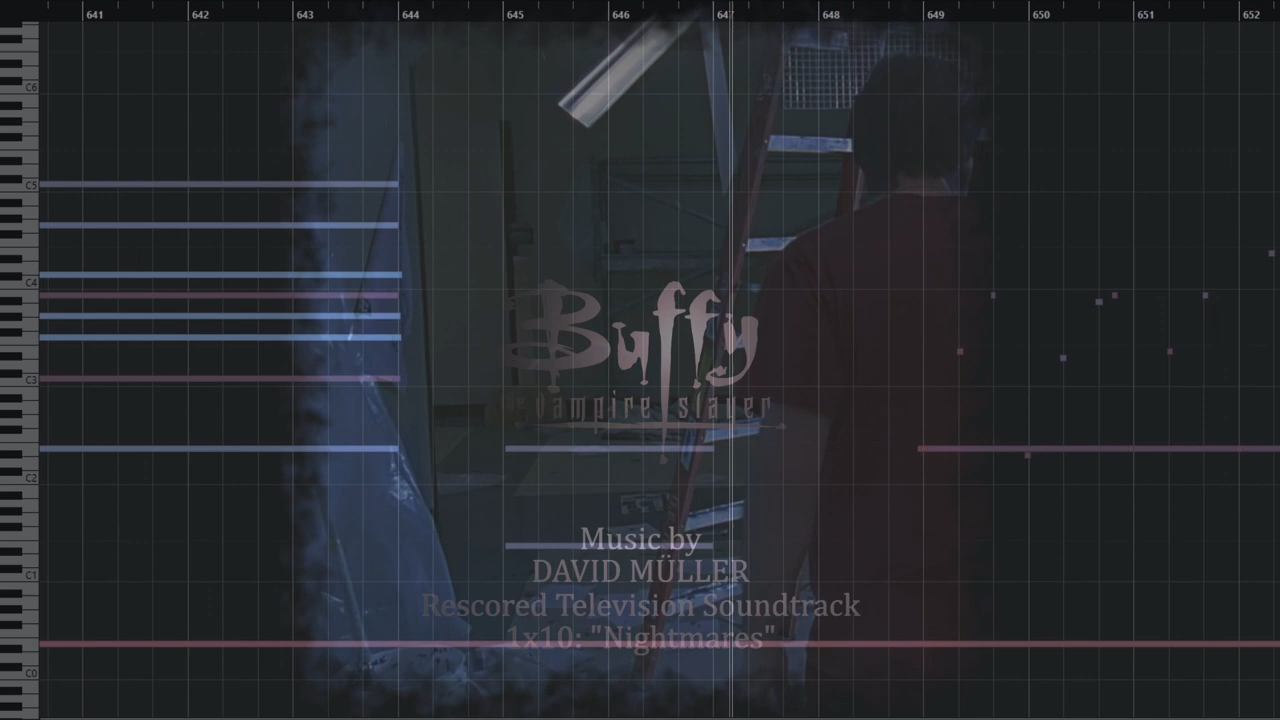 641 642 643 644 645 646 647 648 649 650 651 652
C6
C5
C4
C3
Buffy
the vampire slayer
C2
Music by
DAVID MÜLLER
C1
Rescored Television Soundtrack
1x10: "Nightmares"
C0